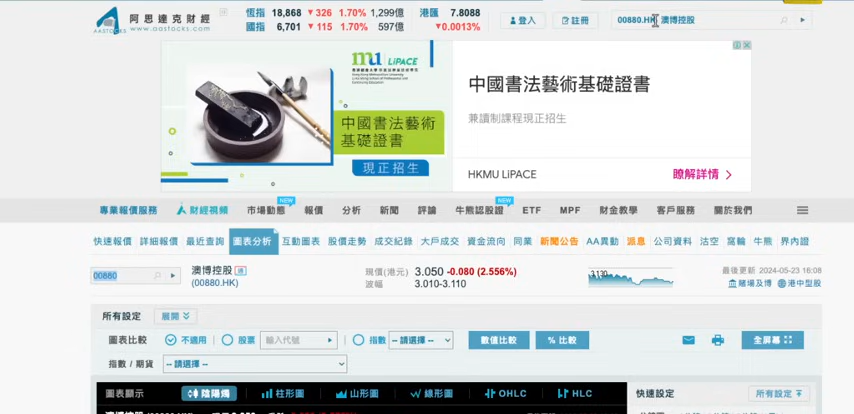 阿思達克財經
www.aastocks.com
恆指 18,868 ▼326 1.70% 1,299億
國指 6,701 ▼115 1.70% 597億
港匯 7.8088
▼0.0013%
登入
註冊
00880.HK 澳博控股
mu LiPACE
中國書法藝術
基礎證書
現正招生
中國書法藝術基礎證書
兼讀制課程現正招生
HKMU LiPACE
瞭解詳情
專業報價服務 財經視頻 市場動態 NEW 報價 分析 新聞 評論 牛熊認股證 NEW ETF MPF 財金教學 客戶服務 關於我們
快速報價 詳細報價 最近查詢 圖表分析 互動圖表 股價走勢 成交紀錄 大戶成交 資金流向 同業 新聞公告 AA異動 派息 公司資料 沽空 窩輪 牛熊 界內證
00880
澳博控股
(00880.HK)
現價(港元) 3.050 -0.080 (2.556%)
波幅 3.010-3.110
3.130
最後更新 2024-05-23 16:08
賭場及博 港中型股
所有設定 展開
圖表比較 不適用 股票 輸入代號 指數 -- 請選擇 -- 數值比較 % 比較 全屏幕
指數 / 期貨 -- 請選擇 --
圖表顯示 陰陽燭 柱形圖 山形圖 線形圖 OHLC HLC
快速設定 所有設定